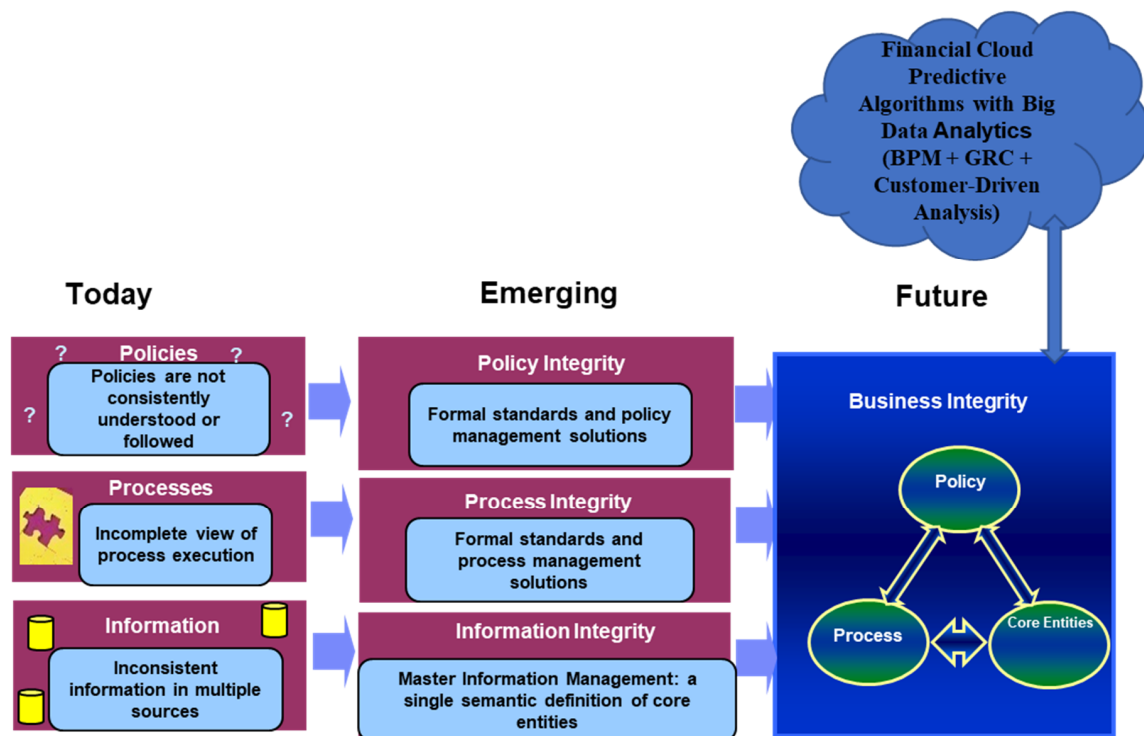 Financial Cloud
Predictive
Algorithms with Big
Data Analytics
(BPM + GRC +
Customer-Driven
Analysis)
Today
Emerging
Future
? Policies ?
Policies are not
consistently
understood or
followed
?
?
Policy Integrity
Formal standards and policy
management solutions
Processes
Incomplete view of
process execution
Process Integrity
Formal standards and
process management
solutions
Information
Inconsistent
information in multiple
sources
Information Integrity
Master Information Management: a
single semantic definition of core
entities
Business Integrity
Policy
Process
Core Entities